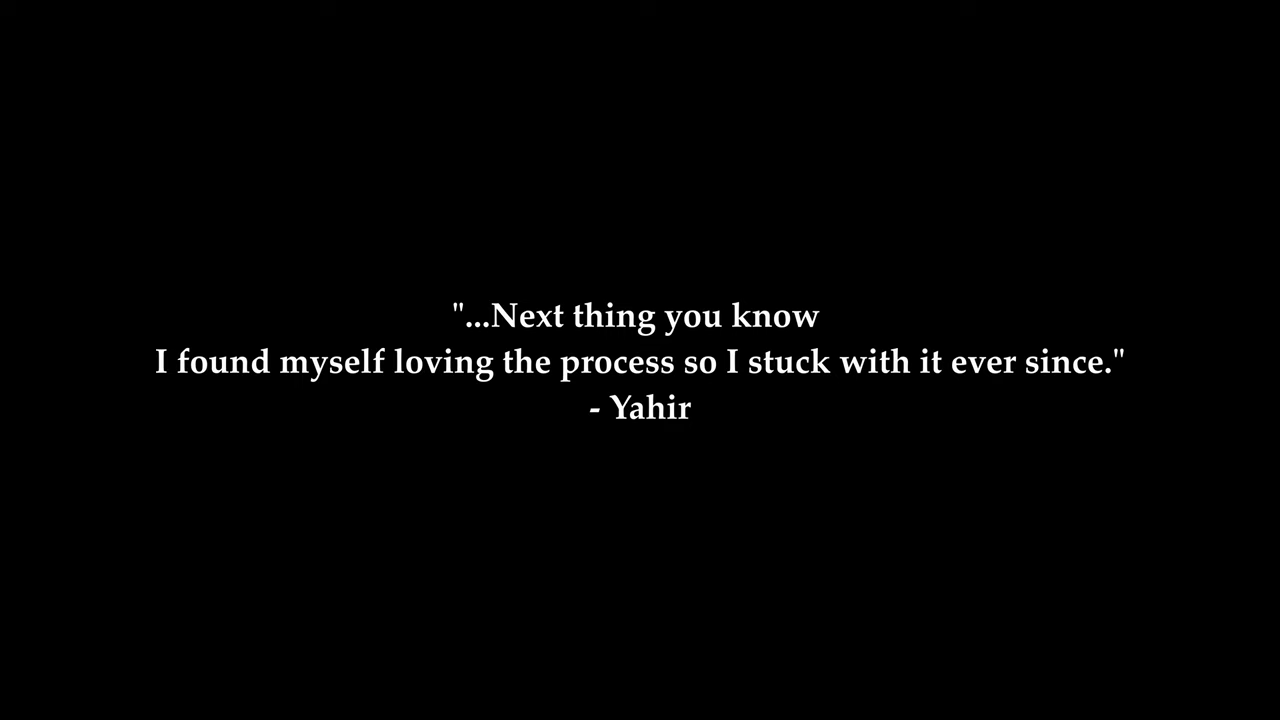 "...Next thing you know
I found myself loving the process so I stuck with it ever since."
- Yahir